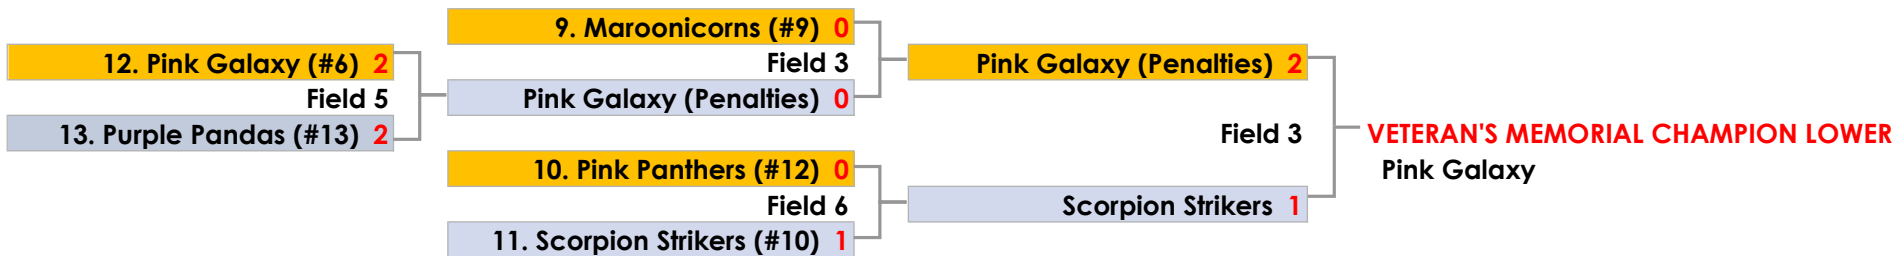 12. Pink Galaxy (#6) 2
Field 5
13. Purple Pandas (#13) 2
9. Maroonicorns (#9) 0
Field 3
Pink Galaxy (Penalties) 0
10. Pink Panthers (#12) 0
Field 6
11. Scorpion Strikers (#10) 1
Pink Galaxy (Penalties) 2
Field 3
Scorpion Strikers 1
VETERAN'S MEMORIAL CHAMPION LOWER
Pink Galaxy